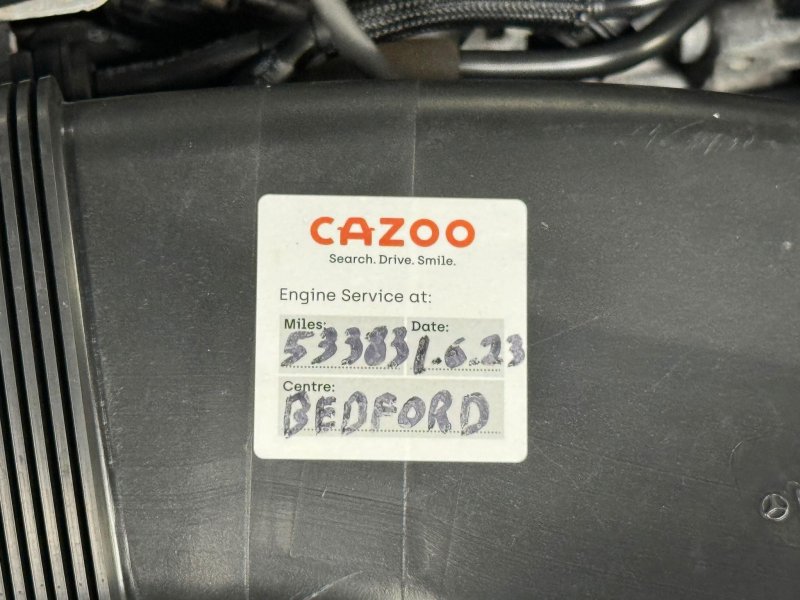 CAZOO
Search. Drive. Smile.
Engine Service at:
Miles: Date:
53383 1.6.23
Centre:
BEDFORD